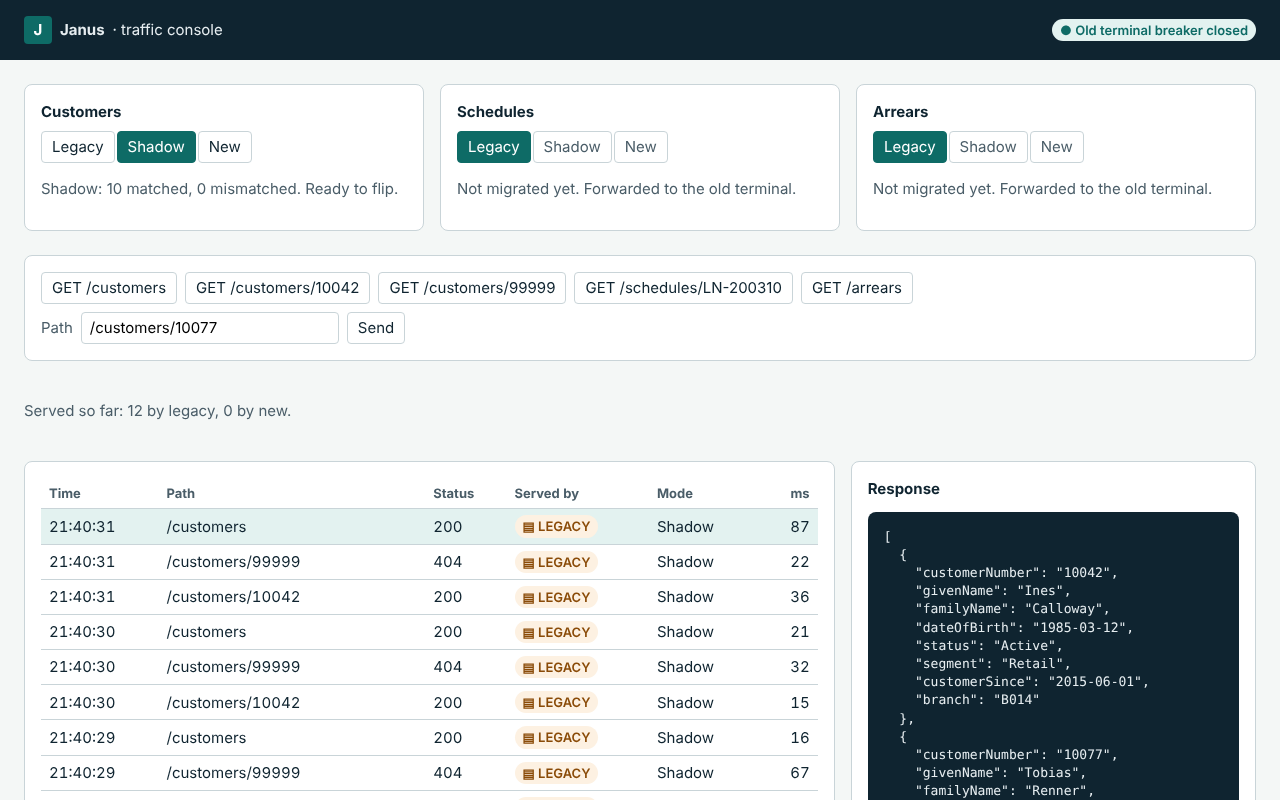 J Janus · traffic console
Old terminal breaker closed
Customers
Legacy Shadow New
Shadow: 10 matched, 0 mismatched. Ready to flip.
Schedules
Legacy Shadow New
Not migrated yet. Forwarded to the old terminal.
Arrears
Legacy Shadow New
Not migrated yet. Forwarded to the old terminal.
GET /customers GET /customers/10042 GET /customers/99999 GET /schedules/LN-200310 GET /arrears
Path /customers/10077 Send
Served so far: 12 by legacy, 0 by new.
Time Path Status Served by Mode ms
21:40:31 /customers 200 LEGACY Shadow 87
21:40:31 /customers/99999 404 LEGACY Shadow 22
21:40:31 /customers/10042 200 LEGACY Shadow 36
21:40:30 /customers 200 LEGACY Shadow 21
21:40:30 /customers/99999 404 LEGACY Shadow 32
21:40:30 /customers/10042 200 LEGACY Shadow 15
21:40:29 /customers 200 LEGACY Shadow 16
21:40:29 /customers/99999 404 LEGACY Shadow 67
Response
[
{
"customerNumber": "10042",
"givenName": "Ines",
"familyName": "Calloway",
"dateOfBirth": "1985-03-12",
"status": "Active",
"segment": "Retail",
"customerSince": "2015-06-01",
"branch": "B014"
},
{
"customerNumber": "10077",
"givenName": "Tobias",
"familyName": "Renner",